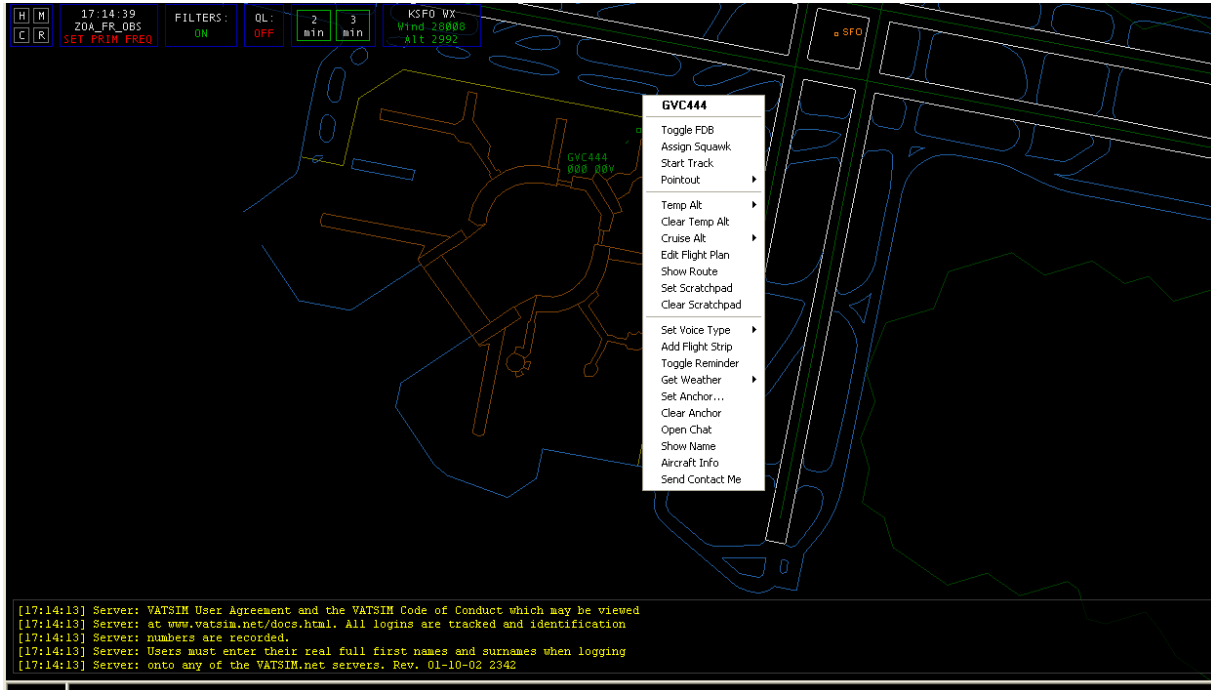 H M
C R
17:14:39
ZOA_FR_OBS
SET PRIM FREQ
FILTERS:
ON
QL:
OFF
2
min
3
min
KSFO WX
Wind 28008
Alt 2992
SFO
GVC444
000 00V
GVC444
Toggle FDB
Assign Squawk
Start Track
Pointout
Temp Alt
Clear Temp Alt
Cruise Alt
Edit Flight Plan
Show Route
Set Scratchpad
Clear Scratchpad
Set Voice Type
Add Flight Strip
Toggle Reminder
Get Weather
Set Anchor...
Clear Anchor
Open Chat
Show Name
Aircraft Info
Send Contact Me
[17:14:13] Server: VATSIM User Agreement and the VATSIM Code of Conduct which may be viewed
[17:14:13] Server: at www.vatsim.net/docs.html. All logins are tracked and identification
[17:14:13] Server: numbers are recorded.
[17:14:13] Server: Users must enter their real full first names and surnames when logging
[17:14:13] Server: onto any of the VATSIM.net servers. Rev. 01-10-02 2342